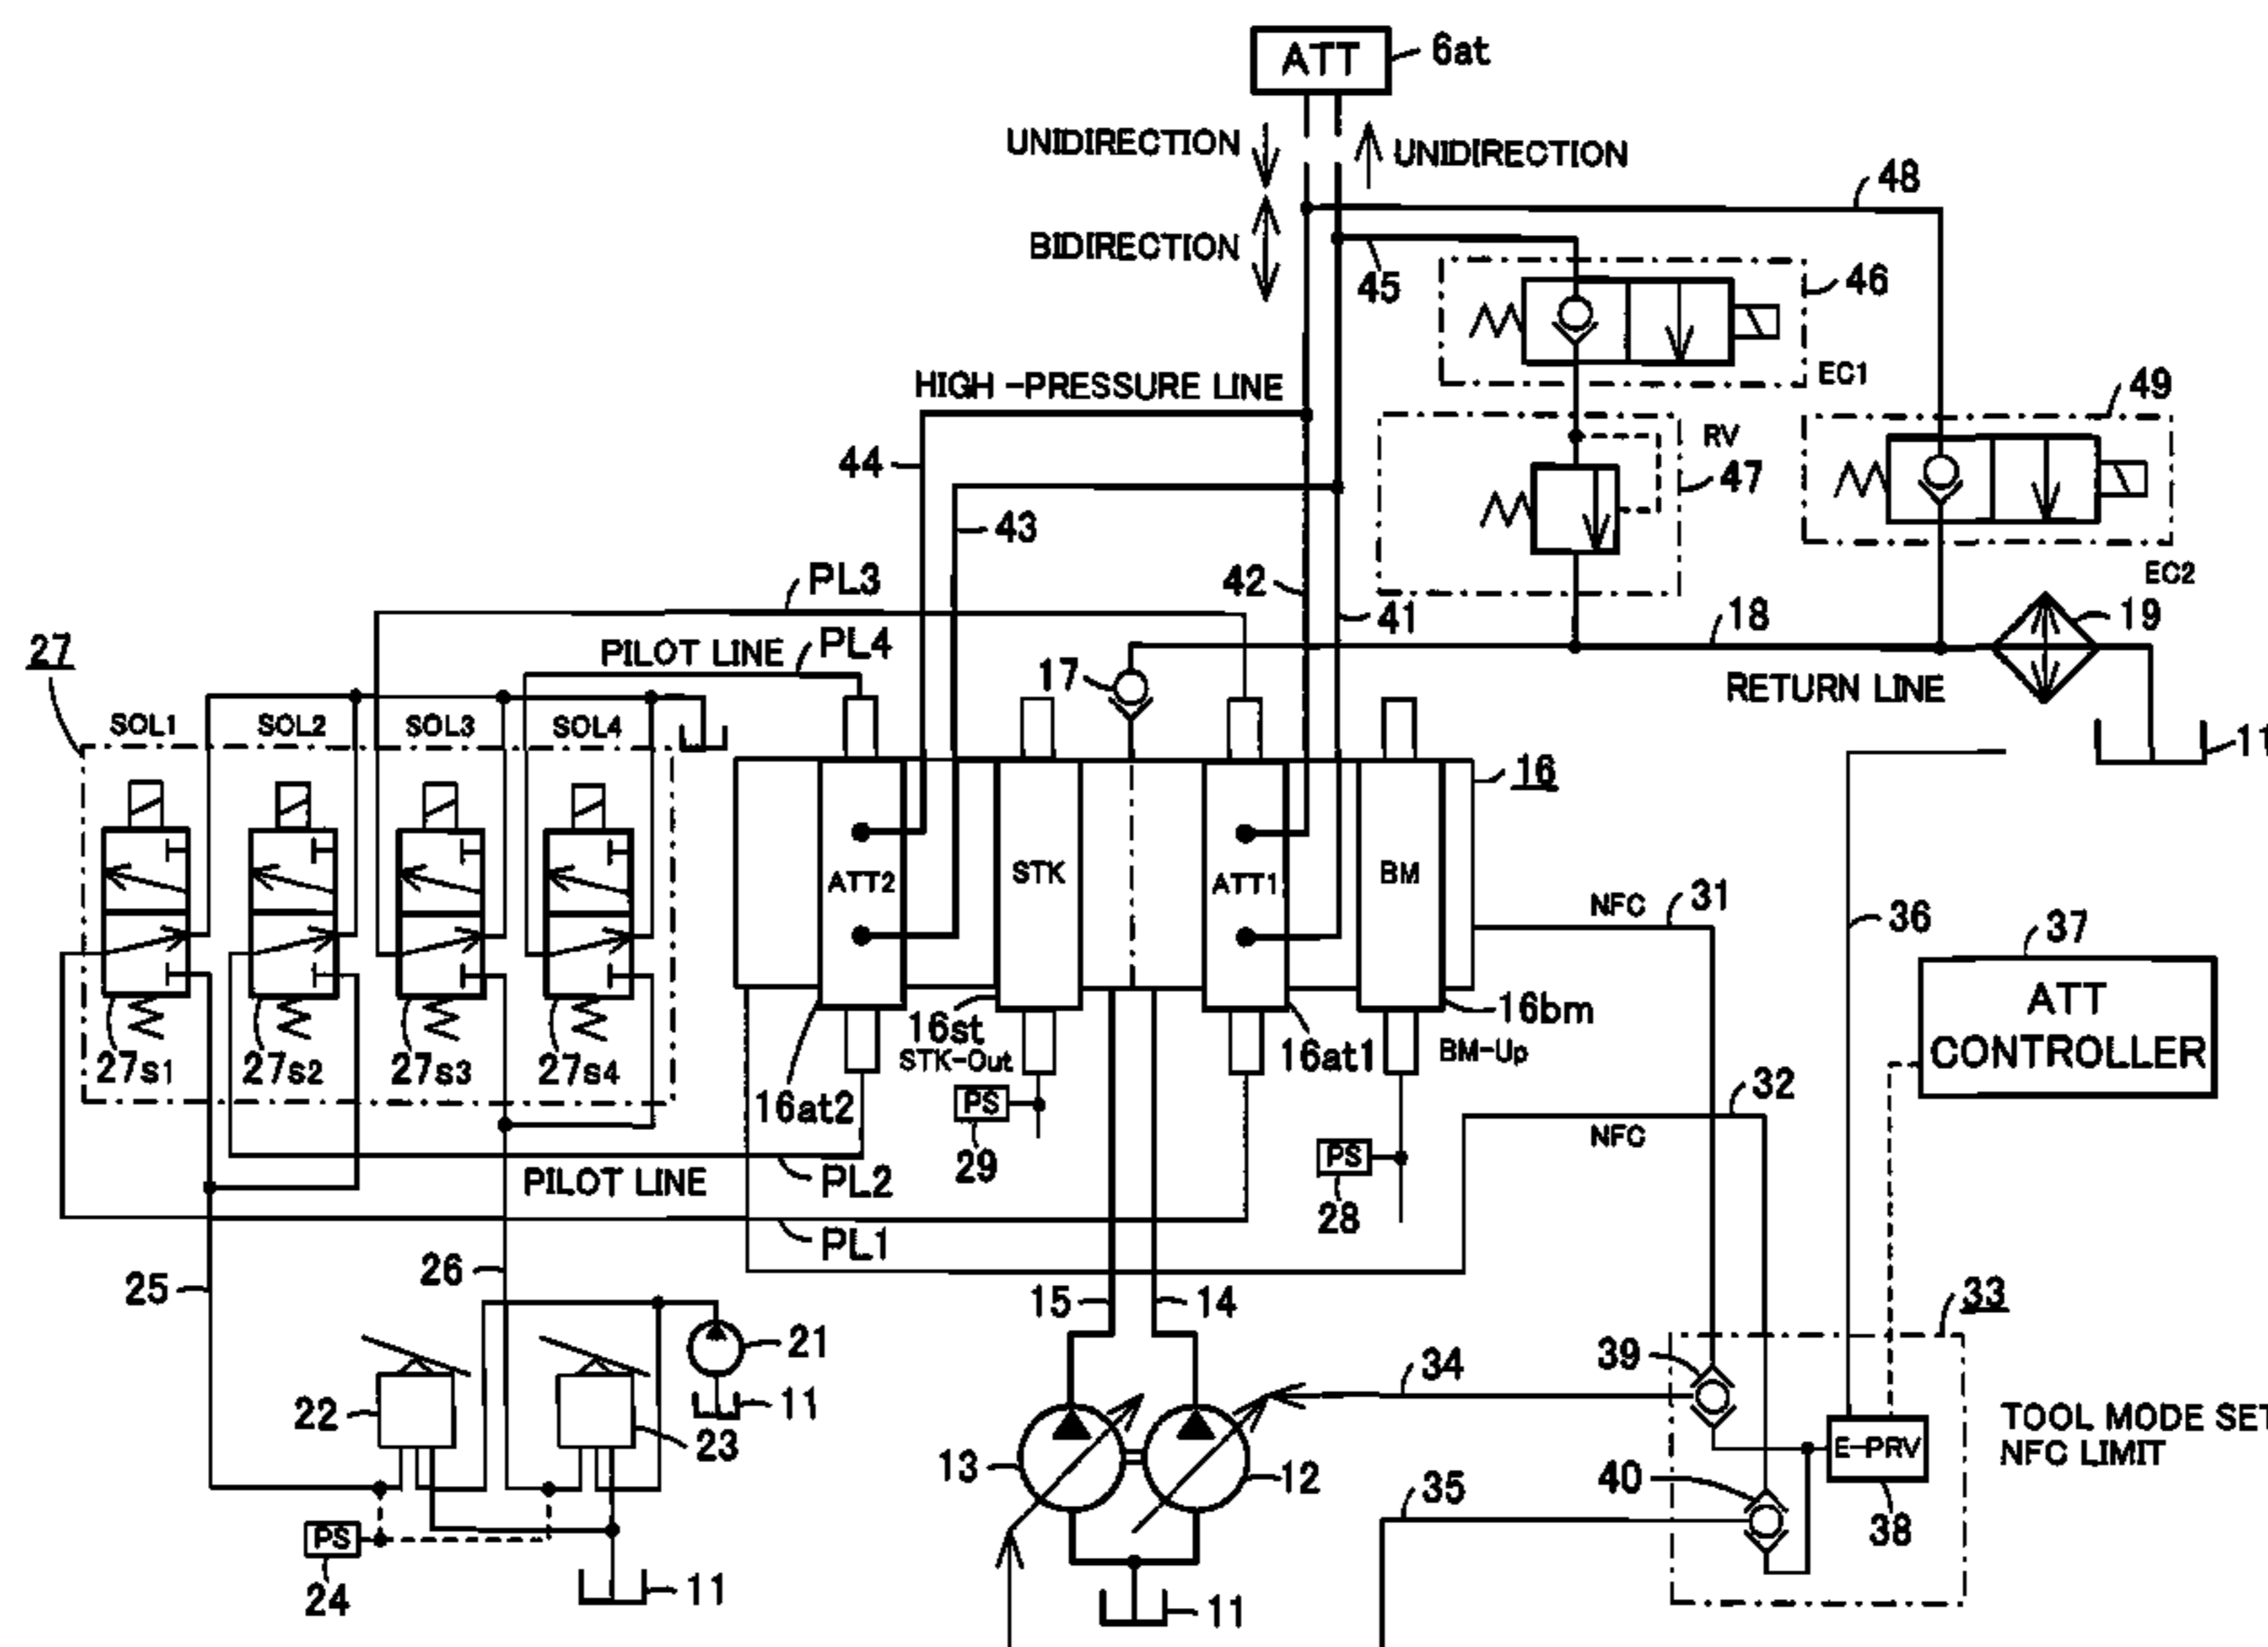 ATT
6at
UNIDIRECTION
UNIDIRECTION
48
BIDIRECTION
45
46
EC1
HIGH -PRESSURE LINE
49
RV
44
47
43
EC2
PL3
42
41
18
19
27
PILOT LINE
PL4
17
RETURN LINE
SOL1
SOL2
SOL3
SOL4
11
16
ATT2
STK
ATT1
BM
NFC
31
36
37
ATT
CONTROLLER
27s1
27s2
27s3
27s4
16at2
16st
STK-Out
16at1
16bm
BM-Up
PS
29
32
NFC
PS
28
PILOT LINE
PL2
PL1
25
26
15
14
33
21
11
22
23
34
39
13
12
E-PRV
38
TOOL MODE SET
NFC LIMIT
40
35
PS
24
11
11